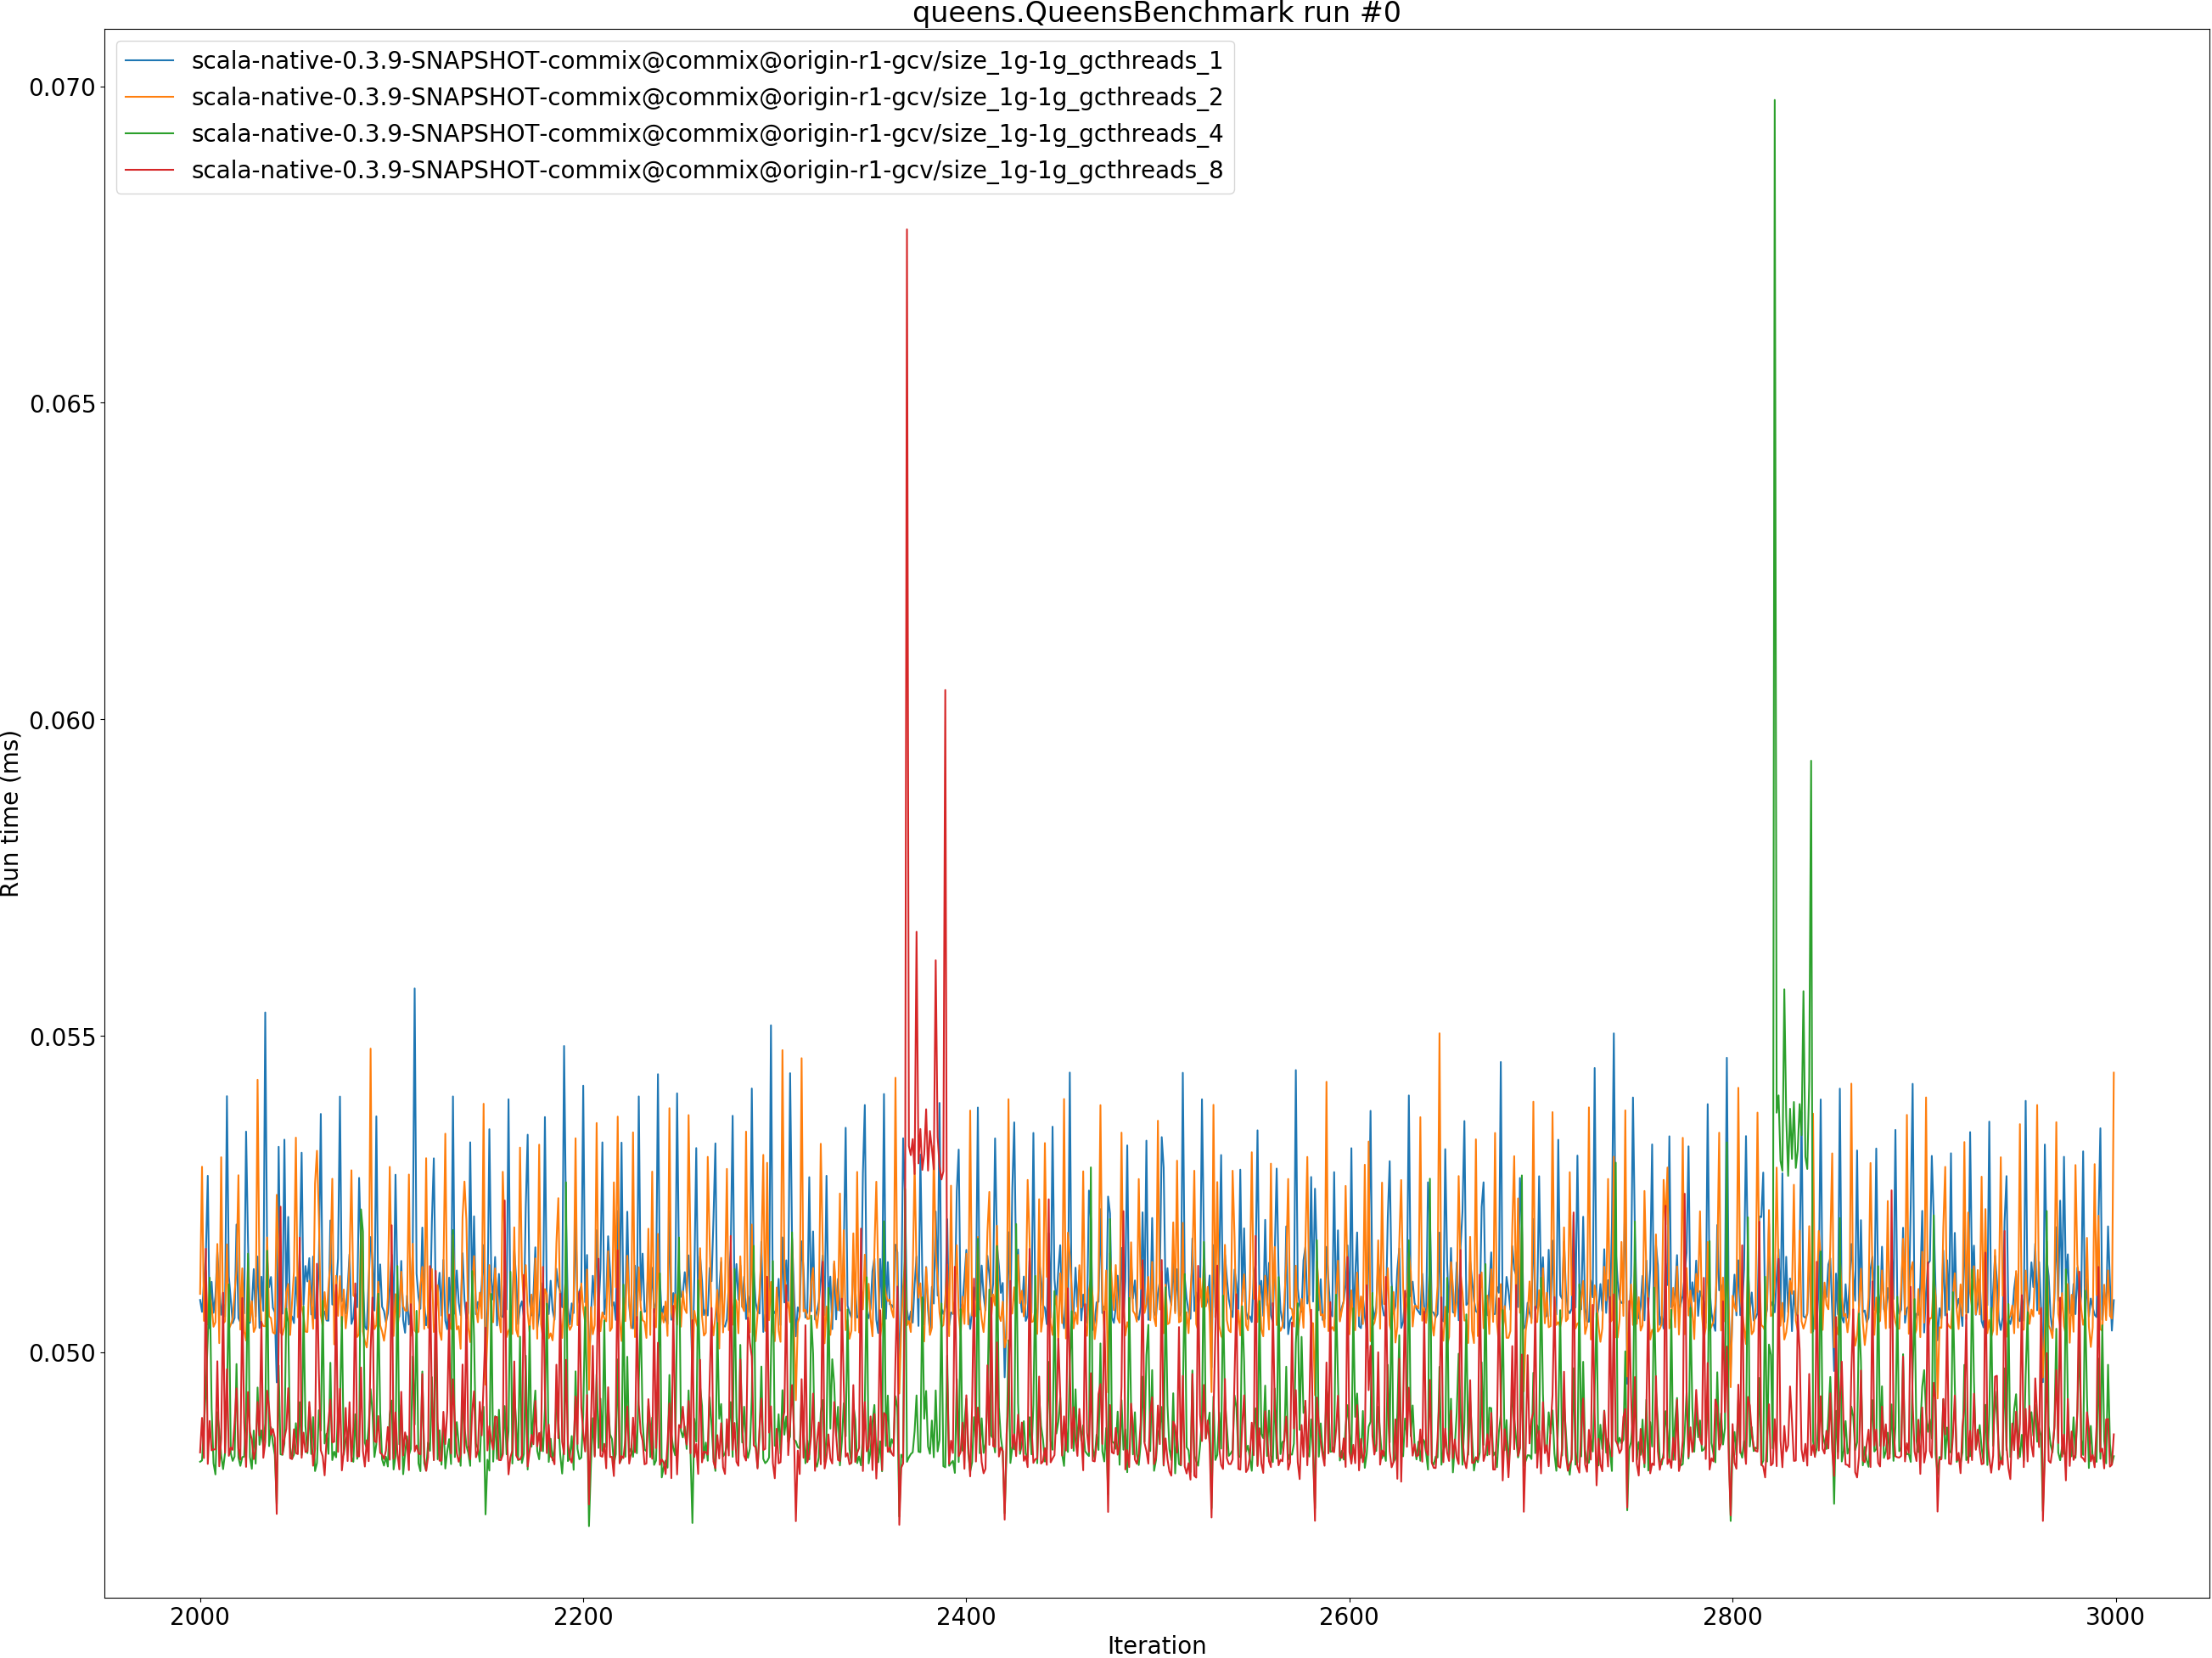 queens.QueensBenchmark run #0
scala-native-0.3.9-SNAPSHOT-commix@commix@origin-r1-gcv/size_1g-1g_gcthreads_1
scala-native-0.3.9-SNAPSHOT-commix@commix@origin-r1-gcv/size_1g-1g_gcthreads_2
scala-native-0.3.9-SNAPSHOT-commix@commix@origin-r1-gcv/size_1g-1g_gcthreads_4
scala-native-0.3.9-SNAPSHOT-commix@commix@origin-r1-gcv/size_1g-1g_gcthreads_8
0.070
0.065
0.060
0.055
0.050
Run time (ms)
2000 2200 2400 2600 2800 3000
Iteration